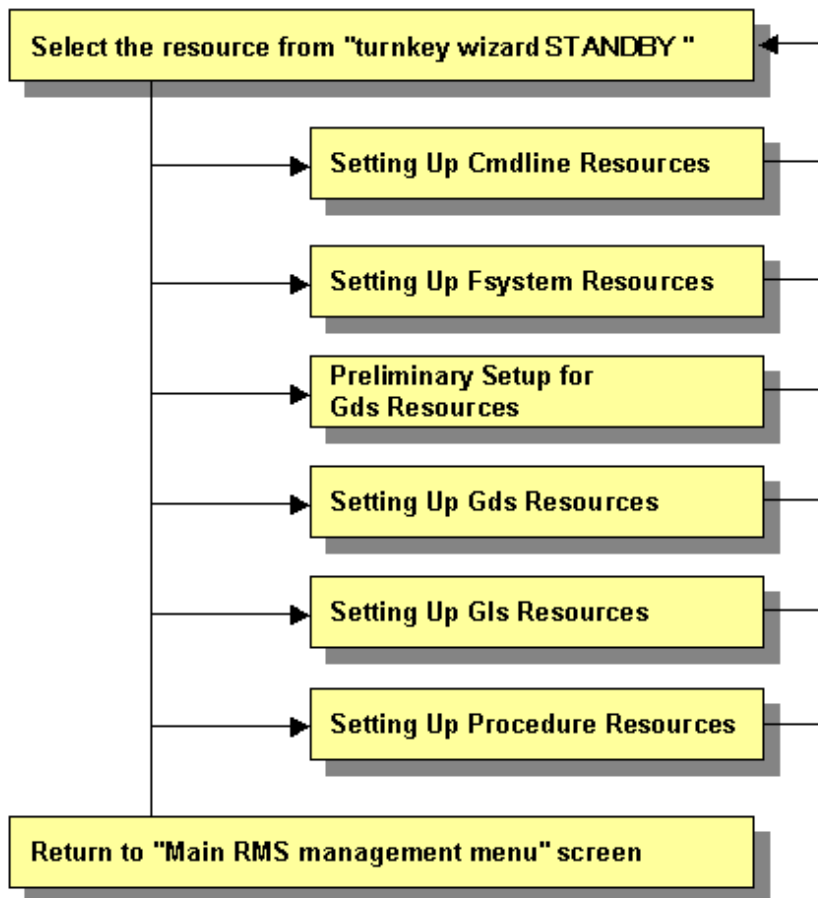 Select the resource from "turnkey wizard STANDBY "
Setting Up Cmdline Resources
Setting Up Fsystem Resources
Preliminary Setup for
Gds Resources
Setting Up Gds Resources
Setting Up Gls Resources
Setting Up Procedure Resources
Return to "Main RMS management menu" screen